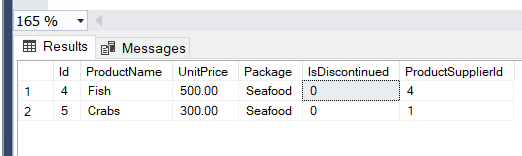 165 %
Results Messages
Id ProductName UnitPrice Package IsDiscontinued ProductSupplierId
1 4 Fish 500.00 Seafood 0 4
2 5 Crabs 300.00 Seafood 0 1